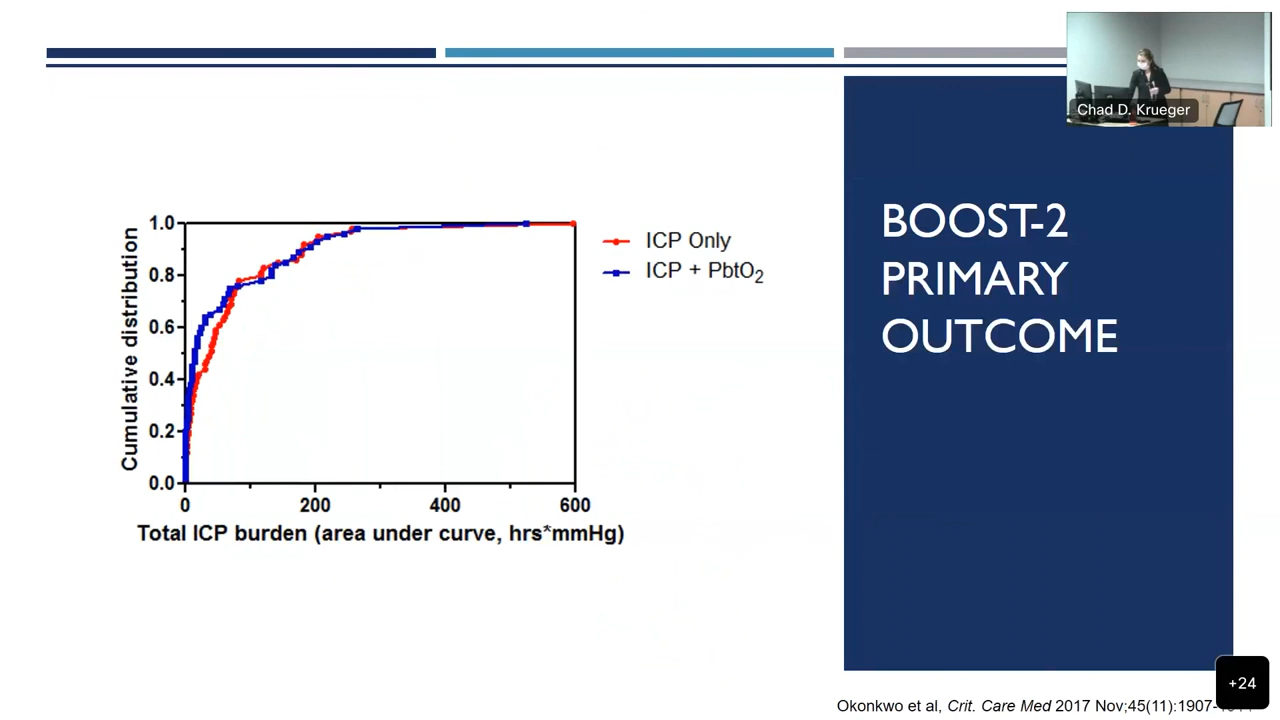 Chad D. Krueger
BOOST-2
PRIMARY
OUTCOME
ICP Only
ICP + PbtO2
Cumulative distribution
1.0
0.8
0.6
0.4
0.2
0.0
0 200 400 600
Total ICP burden (area under curve, hrs*mmHg)
+24
Okonkwo et al, Crit. Care Med 2017 Nov;45(11):1907-